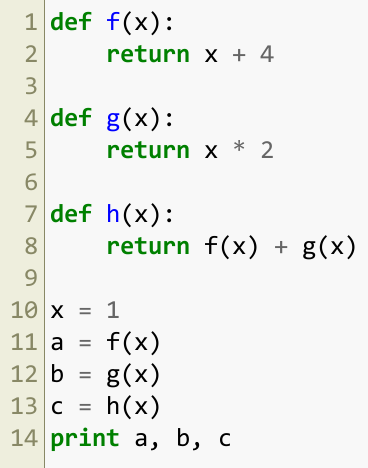 1 def f(x):
2     return x + 4
3
4 def g(x):
5     return x * 2
6
7 def h(x):
8     return f(x) + g(x)
9
10 x = 1
11 a = f(x)
12 b = g(x)
13 c = h(x)
14 print a, b, c